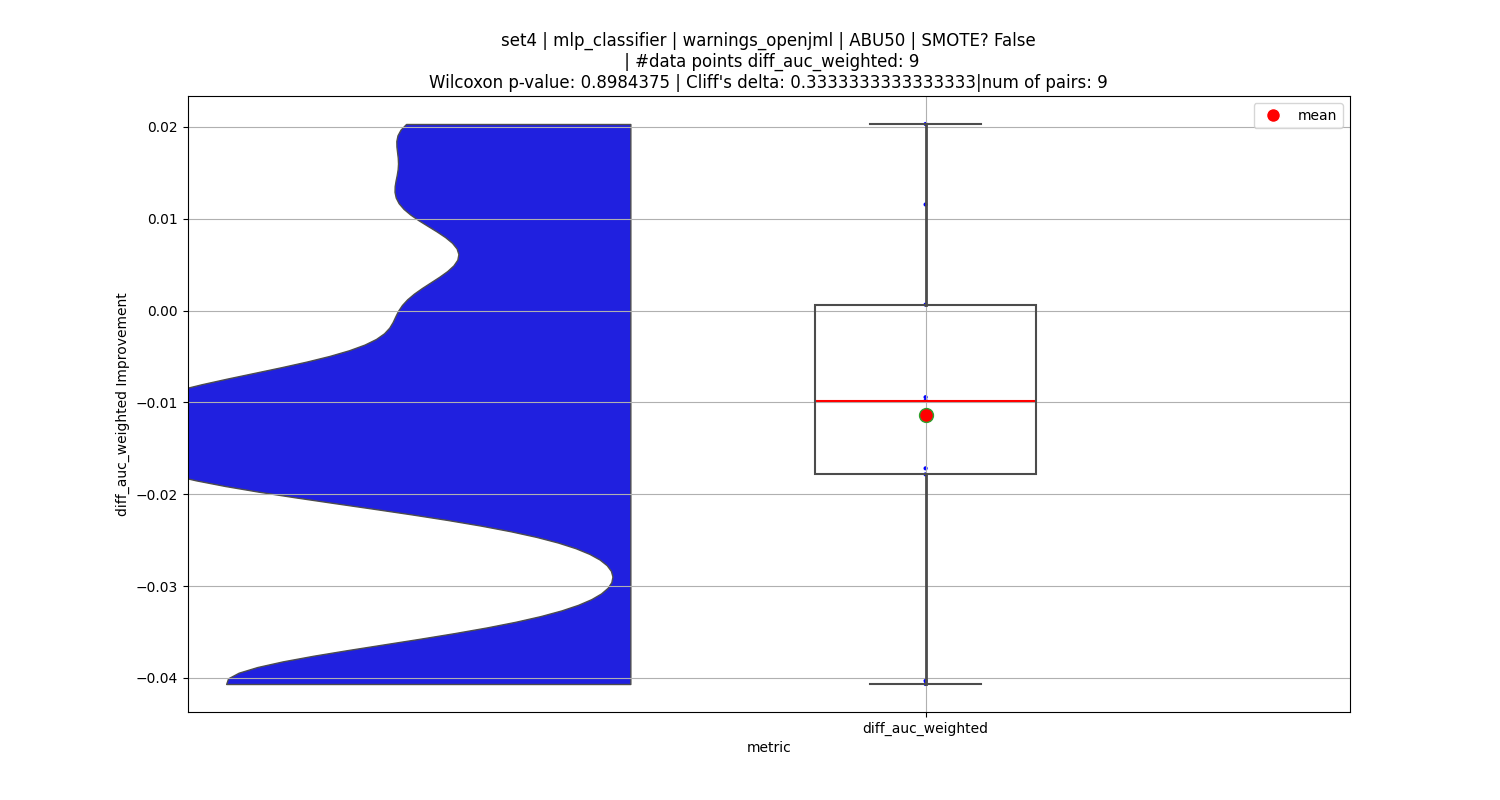 set4 | mlp_classifier | warnings_openjml | ABU50 | SMOTE? False
| #data points diff_auc_weighted: 9
Wilcoxon p-value: 0.8984375 | Cliff's delta: 0.3333333333333333|num of pairs: 9
mean
0.02
0.01
0.00
−0.01
−0.02
−0.03
−0.04
diff_auc_weighted Improvement
diff_auc_weighted
metric